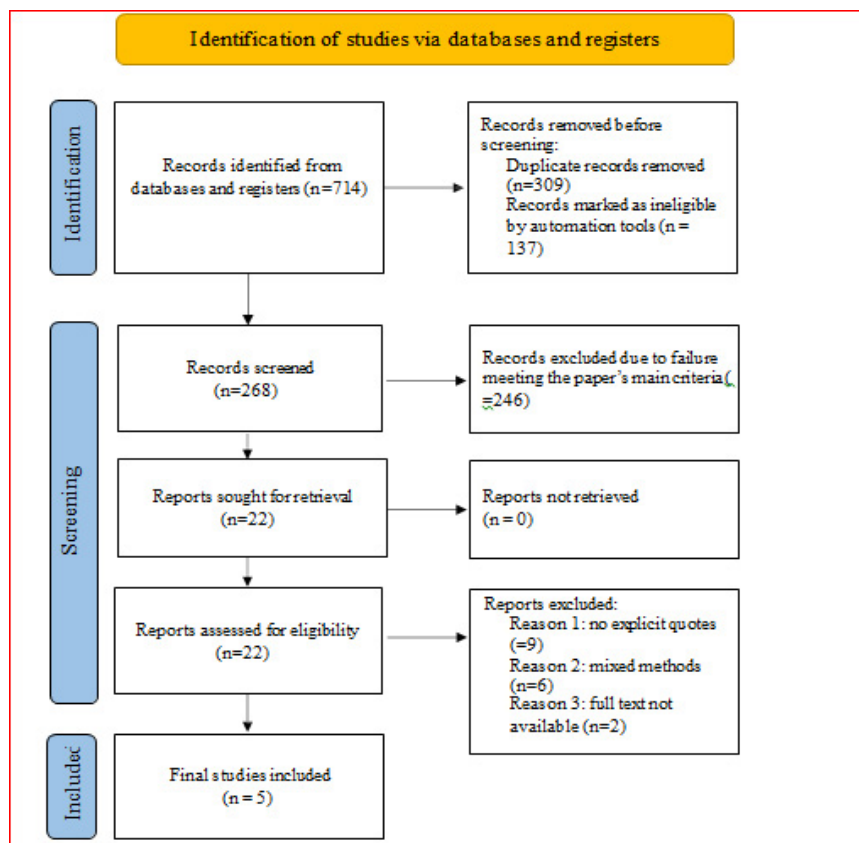 Identification of studies via databases and registers
Identification
Records identified from
databases and registers (n=714)
Records removed before
screening:
Duplicate records removed
(n=309)
Records marked as ineligible
by automation tools (n =
137)
Screening
Records screened
(n=268)
Records excluded due to failure
meeting the paper's main criteria(
=246)
Reports sought for retrieval
(n=22)
Reports not retrieved
(n = 0)
Reports assessed for eligibility
(n=22)
Reports excluded:
Reason 1: no explicit quotes
(=9)
Reason 2: mixed methods
(n=6)
Reason 3: full text not
available (n=2)
Included
Final studies included
(n = 5)